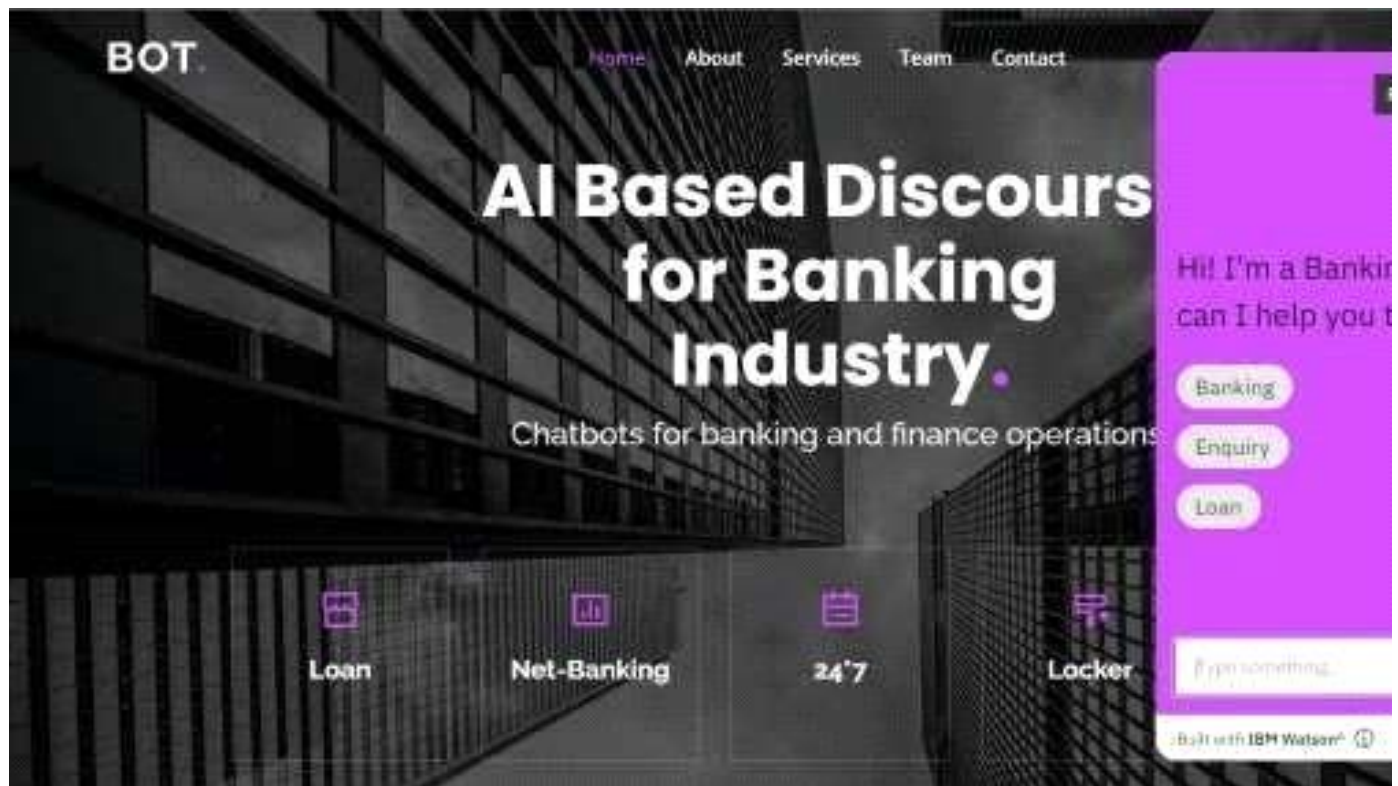 BOT.
Home About Services Team Contact
AI Based Discours
for Banking
Industry.
Chatbots for banking and finance operations
Loan
Net-Banking
24*7
Locker
Hi! I'm a Bankin
can I help you t
Banking
Enquiry
Loan
Type something...
Built with IBM Watson®